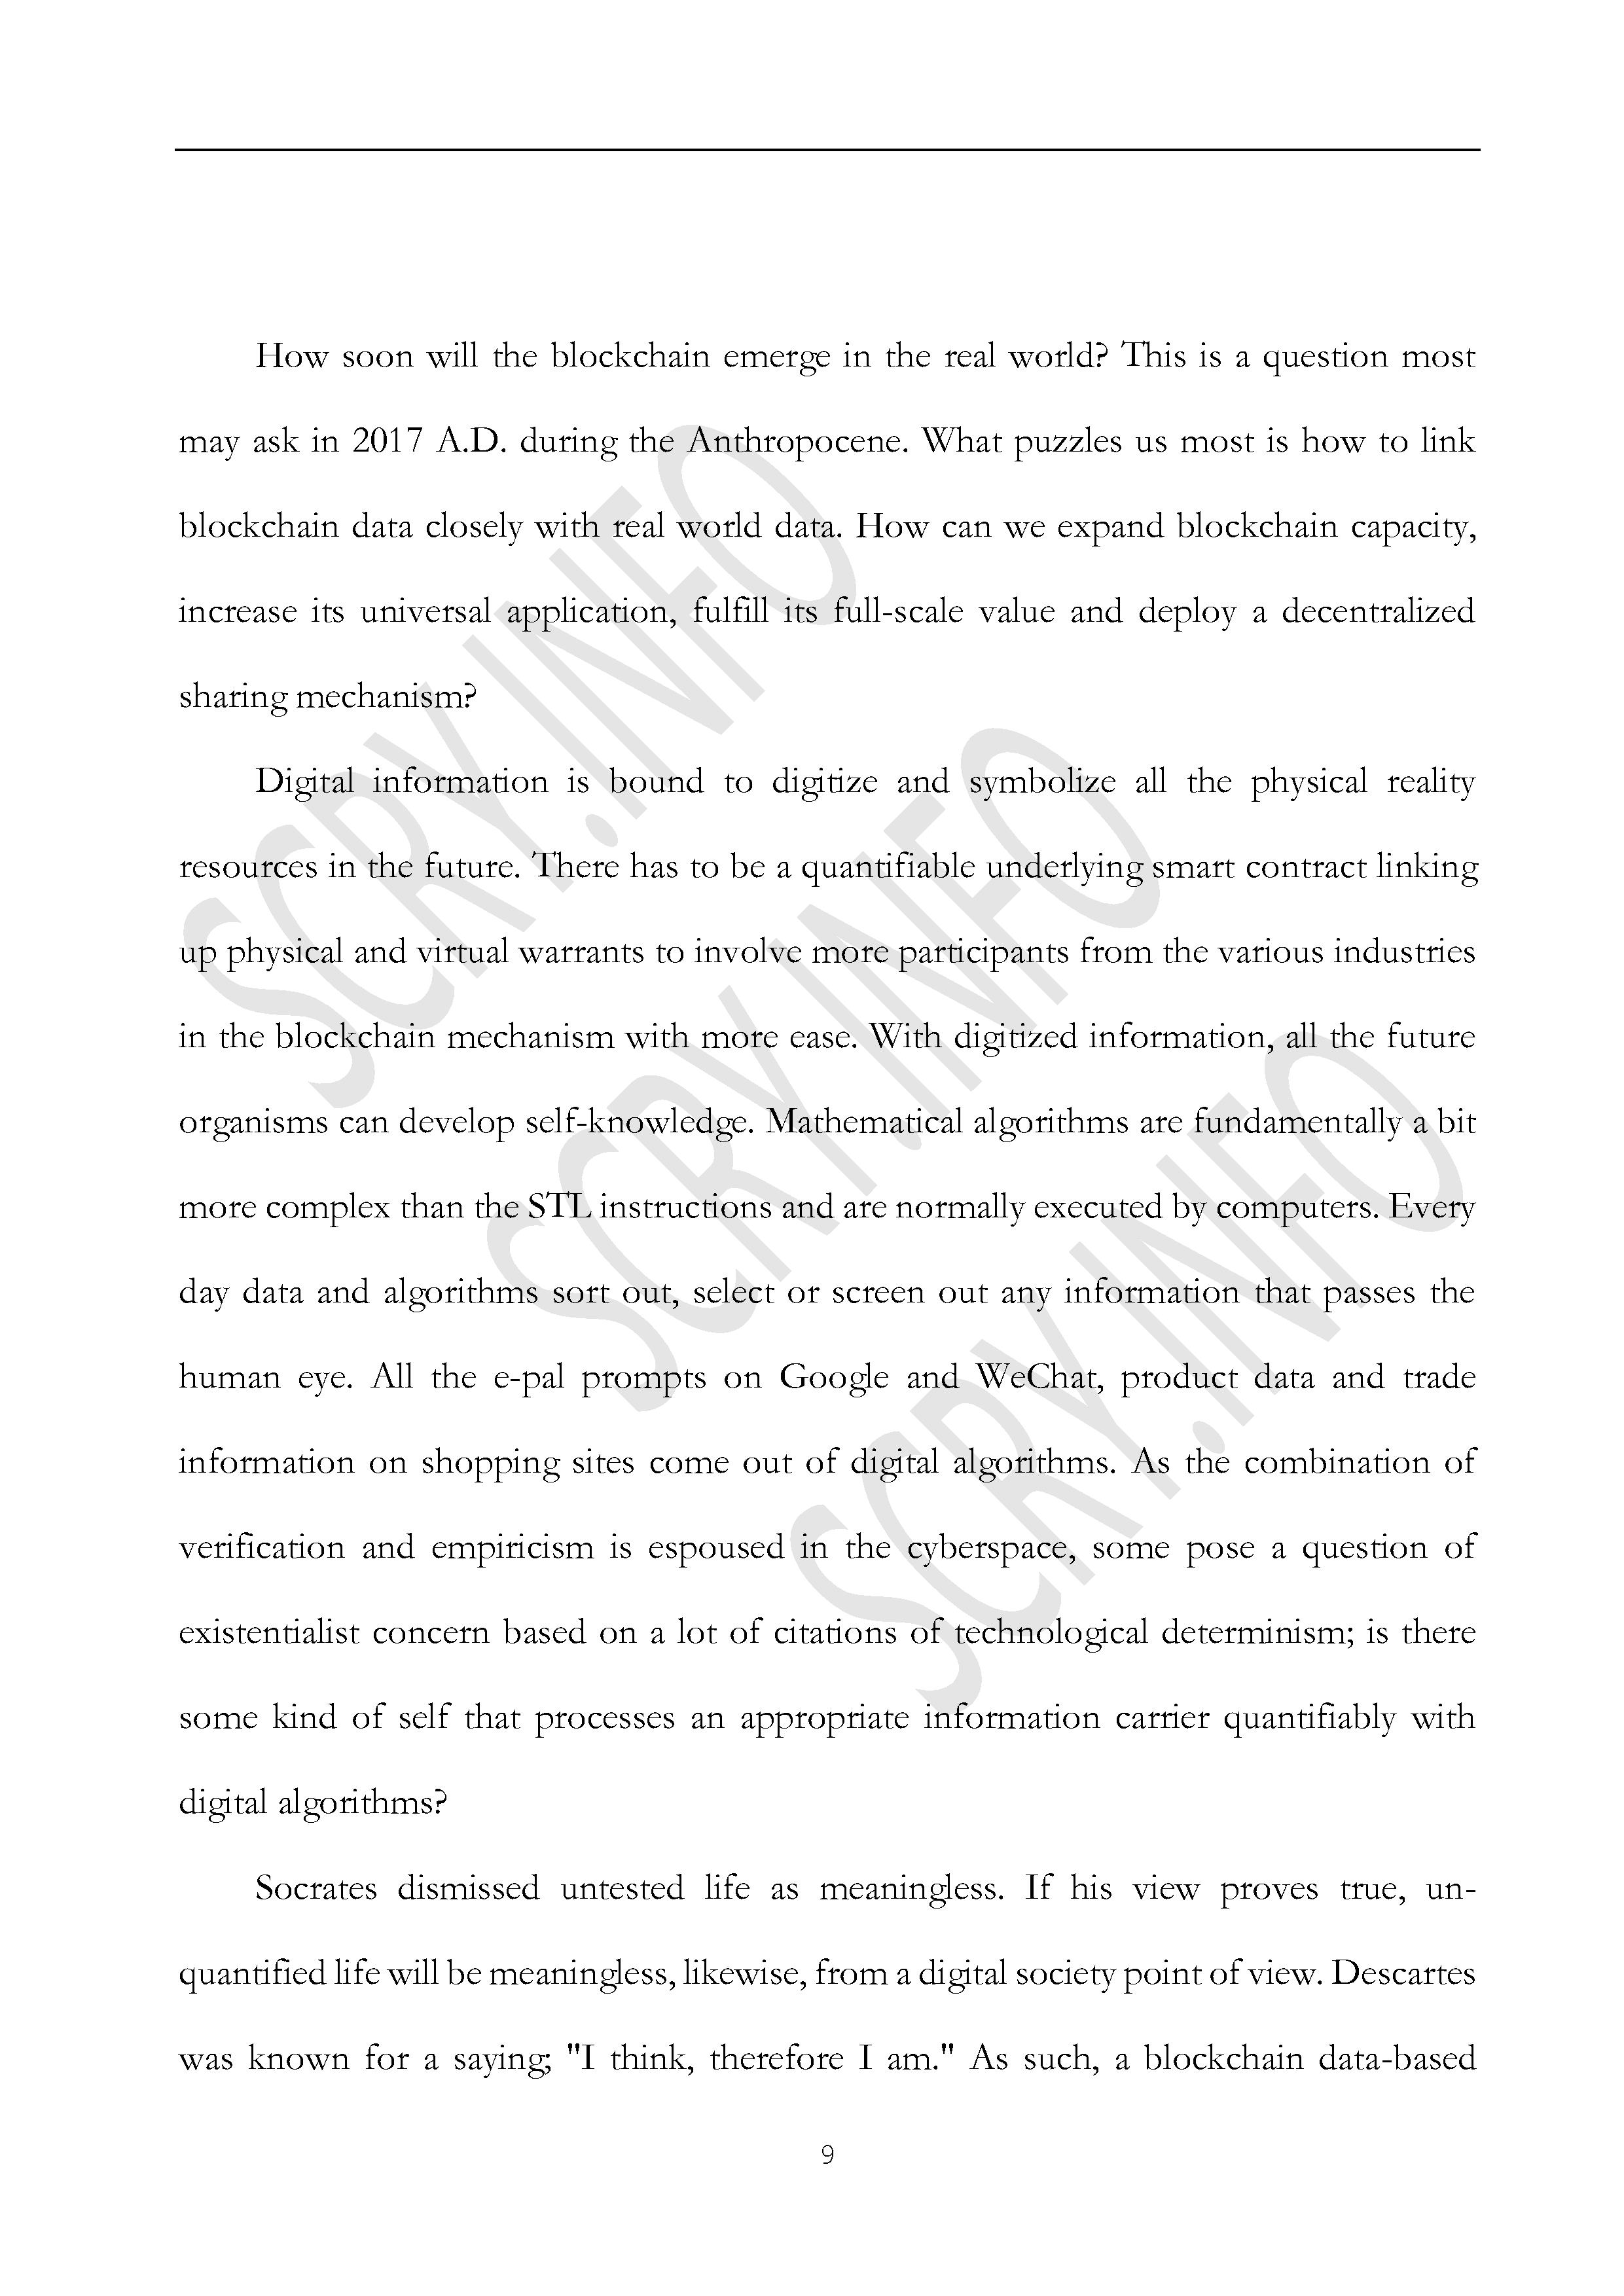 How soon will the blockchain emerge in the real world? This is a question most
may ask in 2017 A.D. during the Anthropocene. What puzzles us most is how to link
blockchain data closely with real world data. How can we expand blockchain capacity,
increase its universal application, fulfill its full-scale value and deploy a decentralized
sharing mechanism?
Digital information is bound to digitize and symbolize all the physical reality
resources in the future. There has to be a quantifiable underlying smart contract linking
up physical and virtual warrants to involve more participants from the various industries
in the blockchain mechanism with more ease. With digitized information, all the future
organisms can develop self-knowledge. Mathematical algorithms are fundamentally a bit
more complex than the STL instructions and are normally executed by computers. Every
day data and algorithms sort out, select or screen out any information that passes the
human eye. All the e-pal prompts on Google and WeChat, product data and trade
information on shopping sites come out of digital algorithms. As the combination of
verification and empiricism is espoused in the cyberspace, some pose a question of
existentialist concern based on a lot of citations of technological determinism; is there
some kind of self that processes an appropriate information carrier quantifiably with
digital algorithms?
Socrates dismissed untested life as meaningless. If his view proves true, un-
quantified life will be meaningless, likewise, from a digital society point of view. Descartes
was known for a saying; "I think, therefore I am." As such, a blockchain data-based
9
SCRY.INFO
SCRY.INFO
SCRY.INFO